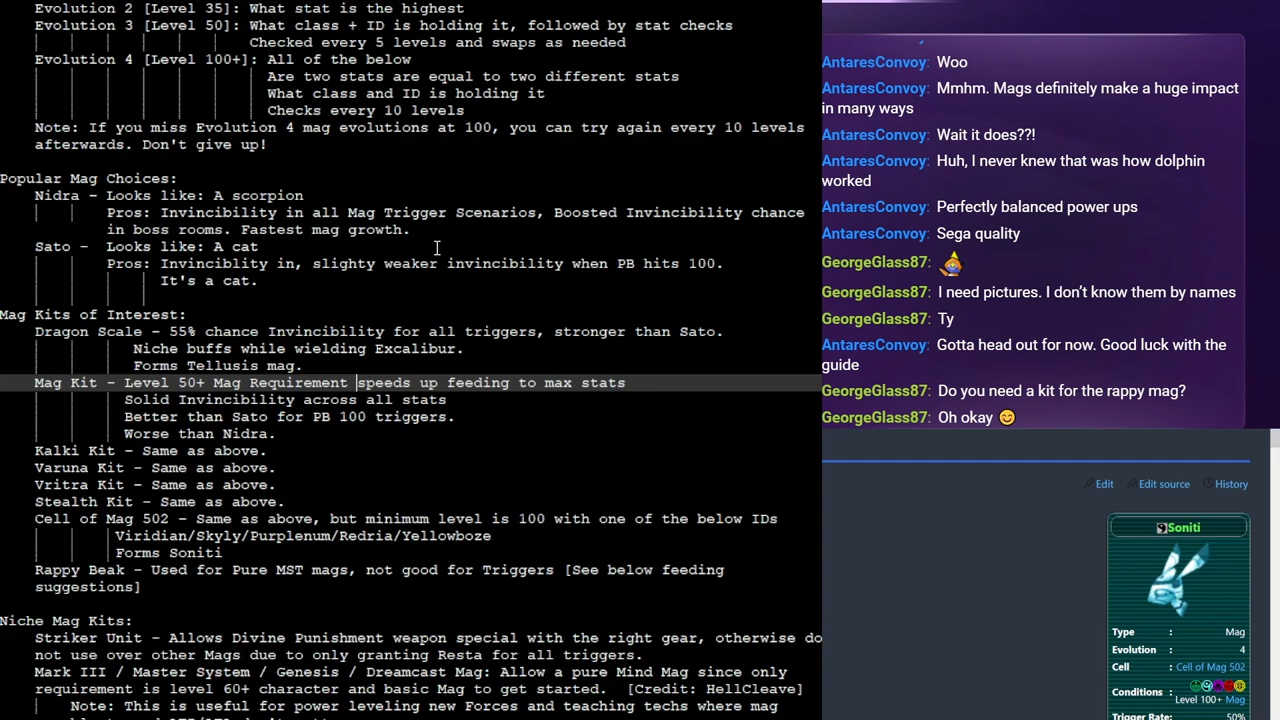 Evolution 2 [Level 35]: What stat is the highest
Evolution 3 [Level 50]: What class + ID is holding it, followed by stat checks
Checked every 5 levels and swaps as needed
Evolution 4 [Level 100+]: All of the below
Are two stats are equal to two different stats
What class and ID is holding it
Checks every 10 levels
Note: If you miss Evolution 4 mag evolutions at 100, you can try again every 10 levels
afterwards. Don't give up!
Popular Mag Choices:
Nidra - Looks like: A scorpion
Pros: Invincibility in all Mag Trigger Scenarios, Boosted Invincibility chance
in boss rooms. Fastest mag growth.
Sato - Looks like: A cat
Pros: Invinciblity in, slighty weaker invincibility when PB hits 100.
It's a cat.
Mag Kits of Interest:
Dragon Scale - 55% chance Invincibility for all triggers, stronger than Sato.
Niche buffs while wielding Excalibur.
Forms Tellusis mag.
Mag Kit - Level 50+ Mag Requirement speeds up feeding to max stats
Solid Invincibility across all stats
Better than Sato for PB 100 triggers.
Worse than Nidra.
Kalki Kit - Same as above.
Varuna Kit - Same as above.
Vritra Kit - Same as above.
Stealth Kit - Same as above.
Cell of Mag 502 - Same as above, but minimum level is 100 with one of the below IDs
Viridian/Skyly/Purplenum/Redria/Yellowboze
Forms Soniti
Rappy Beak - Used for Pure MST mags, not good for Triggers [See below feeding
suggestions]
Niche Mag Kits:
Striker Unit - Allows Divine Punishment weapon special with the right gear, otherwise do
not use over other Mags due to only granting Resta for all triggers.
Mark III / Master System / Genesis / Dreamcast Mag: Allow a pure Mind Mag since only
requirement is level 60+ character and basic Mag to get started. [Credit: HellCleave]
Note: This is useful for power leveling new Forces and teaching techs where mag
AntaresConvoy: Woo
AntaresConvoy: Mmhm. Mags definitely make a huge impact
in many ways
AntaresConvoy: Wait it does??!
AntaresConvoy: Huh, I never knew that was how dolphin
worked
AntaresConvoy: Perfectly balanced power ups
AntaresConvoy: Sega quality
GeorgeGlass87:
GeorgeGlass87: I need pictures. I don’t know them by names
GeorgeGlass87: Ty
AntaresConvoy: Gotta head out for now. Good luck with the
guide
GeorgeGlass87: Do you need a kit for the rappy mag?
GeorgeGlass87: Oh okay 😊
Edit Edit source History
Soniti
Type : Mag
Evolution : 4
Cell : Cell of Mag 502
Conditions :
Level 100+ Mag
Trigger Rate: 50%